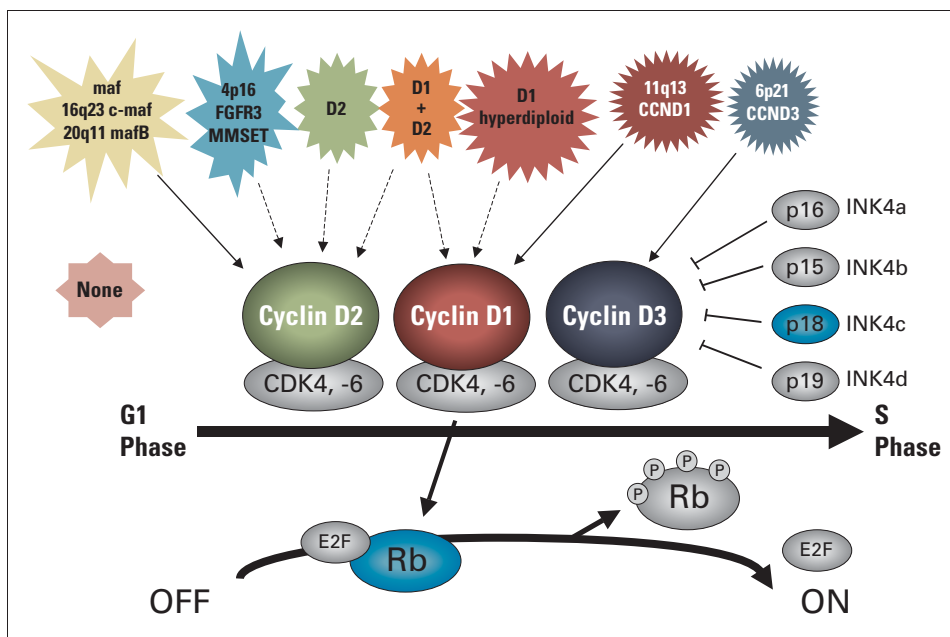 maf
16q23 c-maf
20q11 mafB
4p16
FGFR3
MMSET
D2
D1
+
D2
D1
hyperdiploid
11q13
CCND1
6p21
CCND3
None
Cyclin D2
CDK4, -6
Cyclin D1
CDK4, -6
Cyclin D3
CDK4, -6
p16 INK4a
p15 INK4b
p18 INK4c
p19 INK4d
G1
Phase
S
Phase
E2F
Rb
P
P
P
P
Rb
E2F
OFF
ON